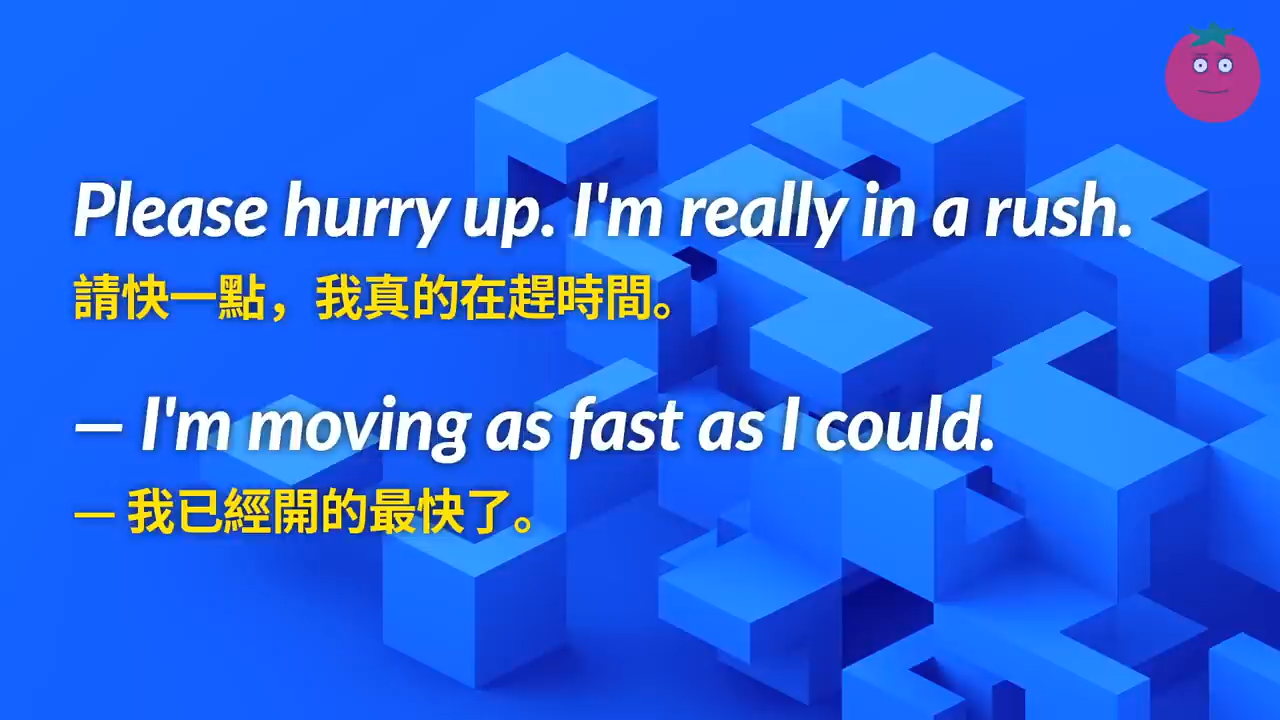 Please hurry up. I'm really in a rush.
請快一點，我真的在趕時間。
— I'm moving as fast as I could.
— 我已經開的最快了。